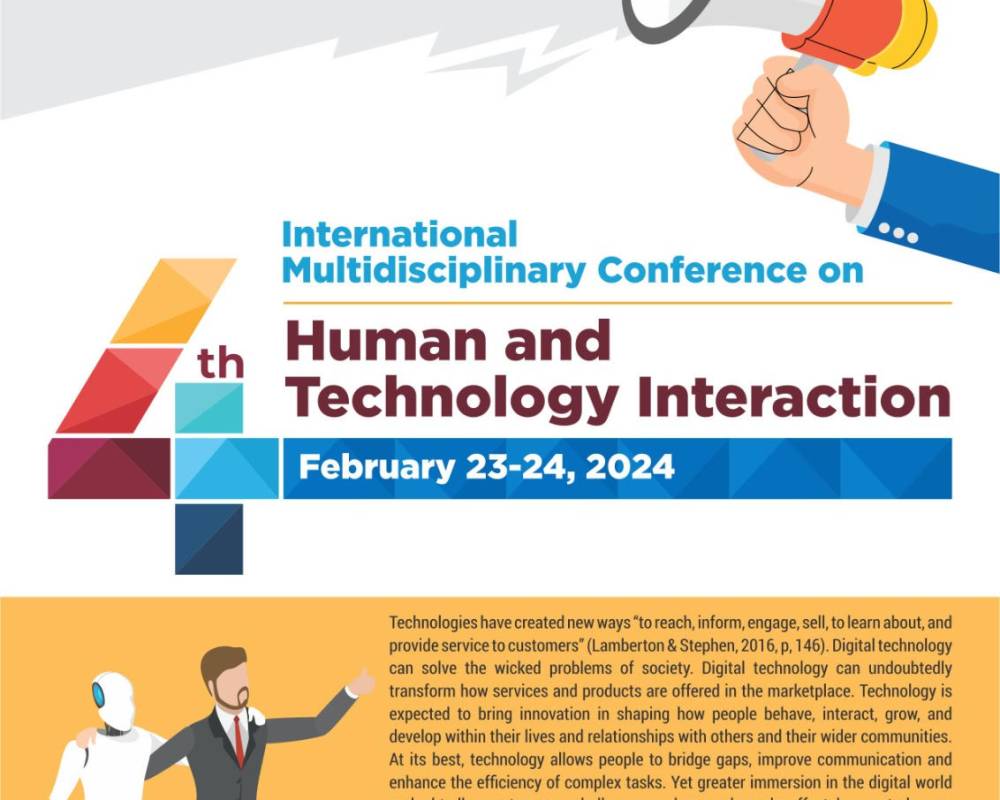 International
Multidisciplinary Conference on
4th
Human and
Technology Interaction
February 23-24, 2024
Technologies have created new ways “to reach, inform, engage, sell, to learn about, and
provide service to customers” (Lamberton & Stephen, 2016, p, 146). Digital technology
can solve the wicked problems of society. Digital technology can undoubtedly
transform how services and products are offered in the marketplace. Technology is
expected to bring innovation in shaping how people behave, interact, grow, and
develop within their lives and relationships with others and their wider communities.
At its best, technology allows people to bridge gaps, improve communication and
enhance the efficiency of complex tasks. Yet greater immersion in the digital world